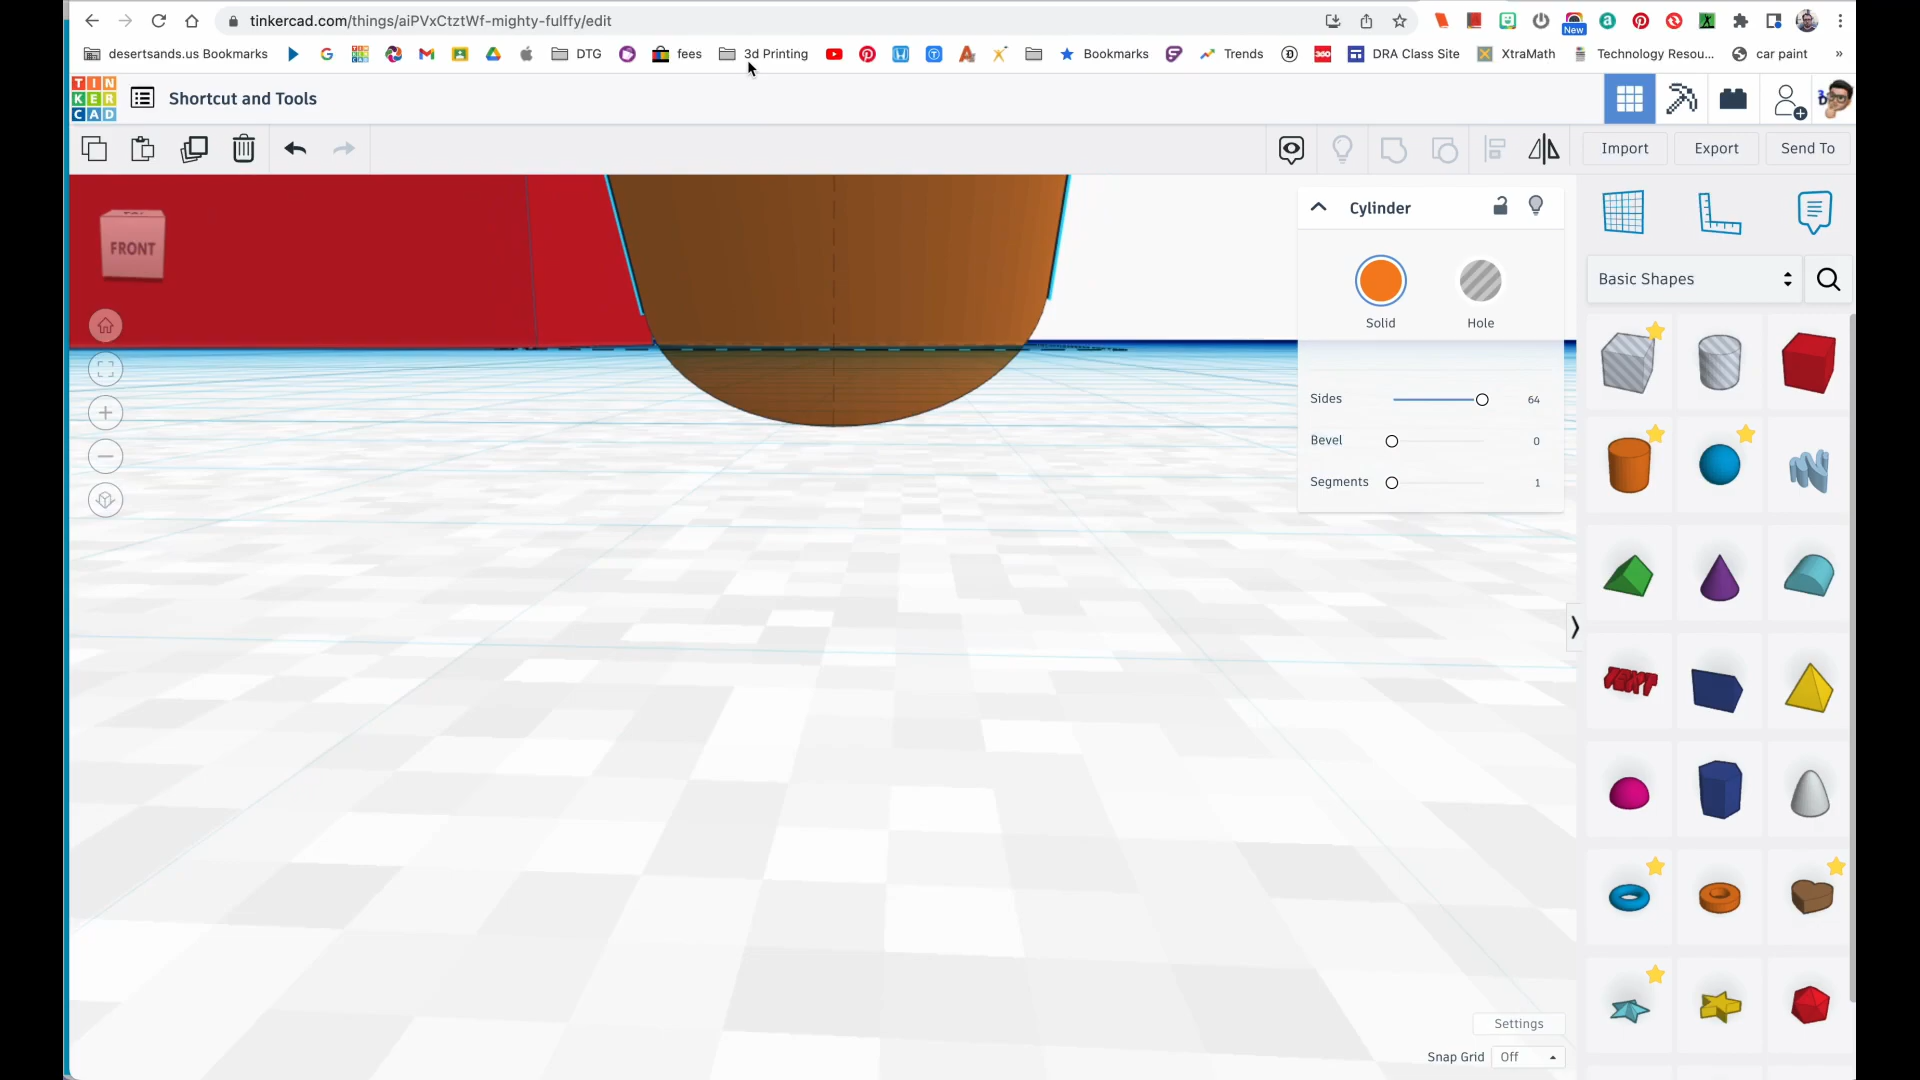 tinkercad.com/things/aiPVxCtztWf-mighty-fulffy/edit
New
desertsands.us Bookmarks DTG fees 3d Printing Bookmarks Trends 360 DRA Class Site XtraMath Technology Resou... car paint »
TIN
KER
CAD
Shortcut and Tools
Import Export Send To
FRONT
Cylinder
Solid Hole
Basic Shapes
Sides 64
Bevel 0
Segments 1
TEXT
Settings
Snap Grid Off